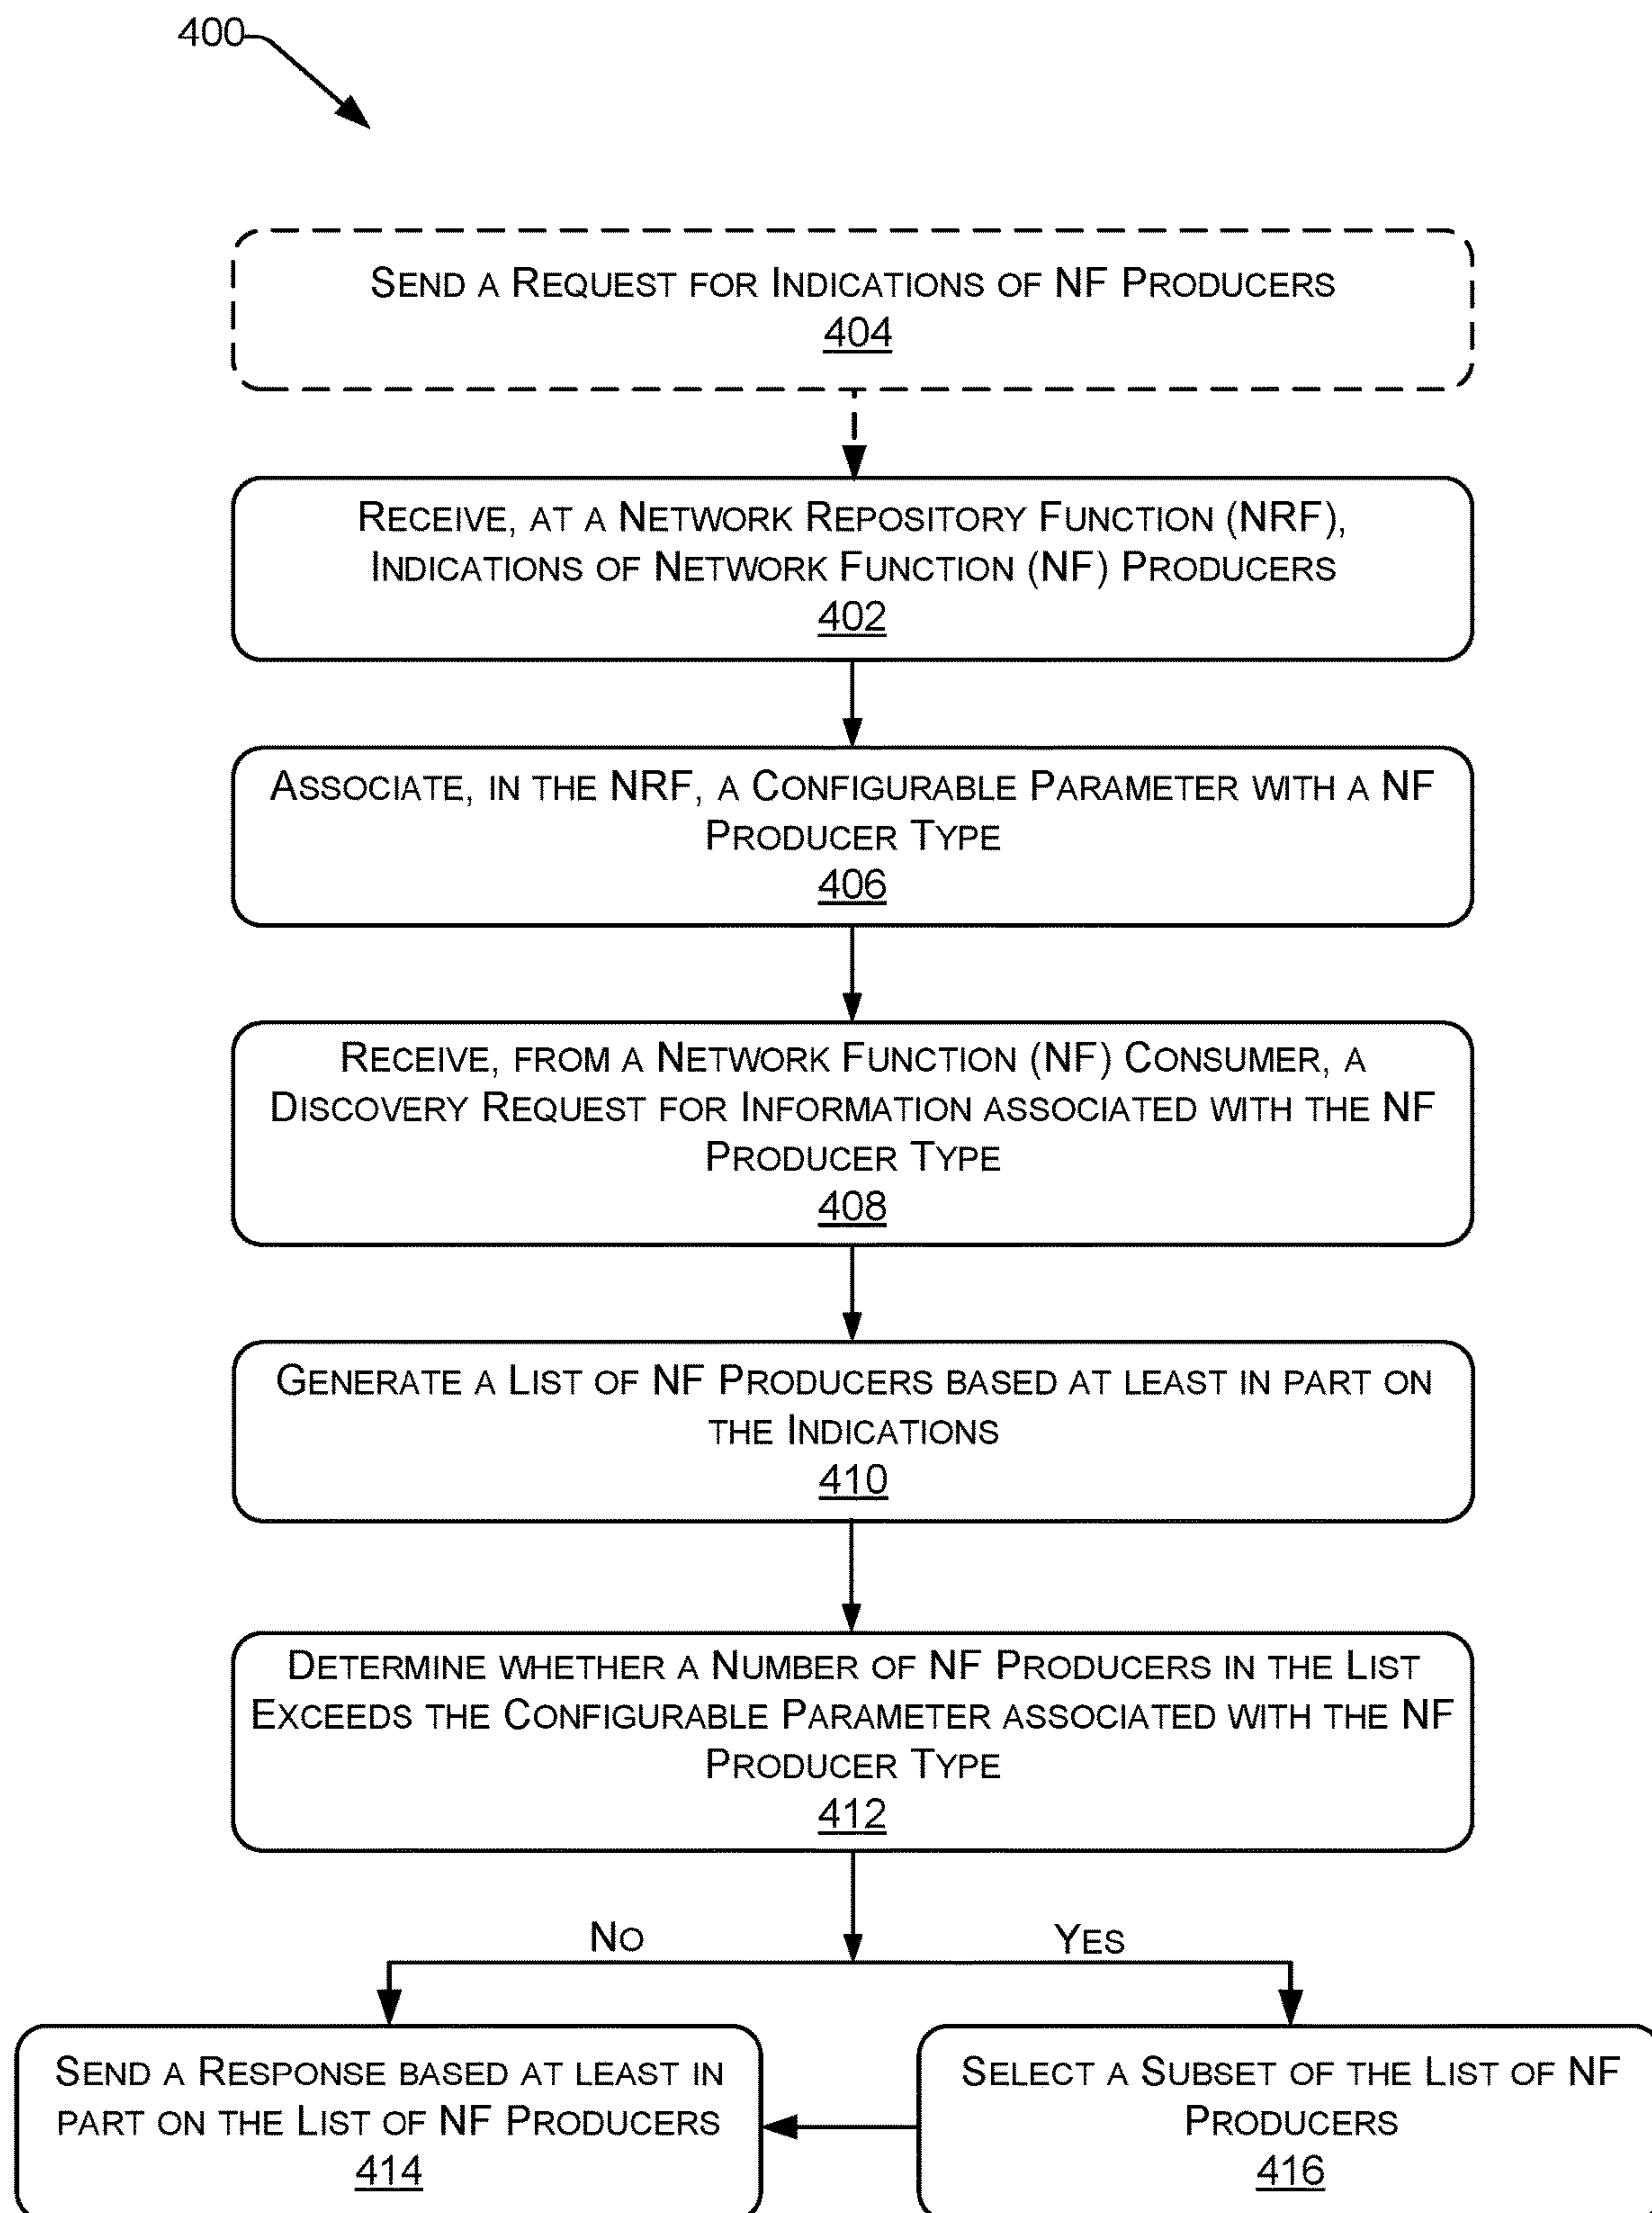 400
SEND A REQUEST FOR INDICATIONS OF NF PRODUCERS
404
RECEIVE, AT A NETWORK REPOSITORY FUNCTION (NRF),
INDICATIONS OF NETWORK FUNCTION (NF) PRODUCERS
402
ASSOCIATE, IN THE NRF, A CONFIGURABLE PARAMETER WITH A NF
PRODUCER TYPE
406
RECEIVE, FROM A NETWORK FUNCTION (NF) CONSUMER, A
DISCOVERY REQUEST FOR INFORMATION ASSOCIATED WITH THE NF
PRODUCER TYPE
408
GENERATE A LIST OF NF PRODUCERS BASED AT LEAST IN PART ON
THE INDICATIONS
410
DETERMINE WHETHER A NUMBER OF NF PRODUCERS IN THE LIST
EXCEEDS THE CONFIGURABLE PARAMETER ASSOCIATED WITH THE NF
PRODUCER TYPE
412
NO
YES
SEND A RESPONSE BASED AT LEAST IN
PART ON THE LIST OF NF PRODUCERS
414
SELECT A SUBSET OF THE LIST OF NF
PRODUCERS
416